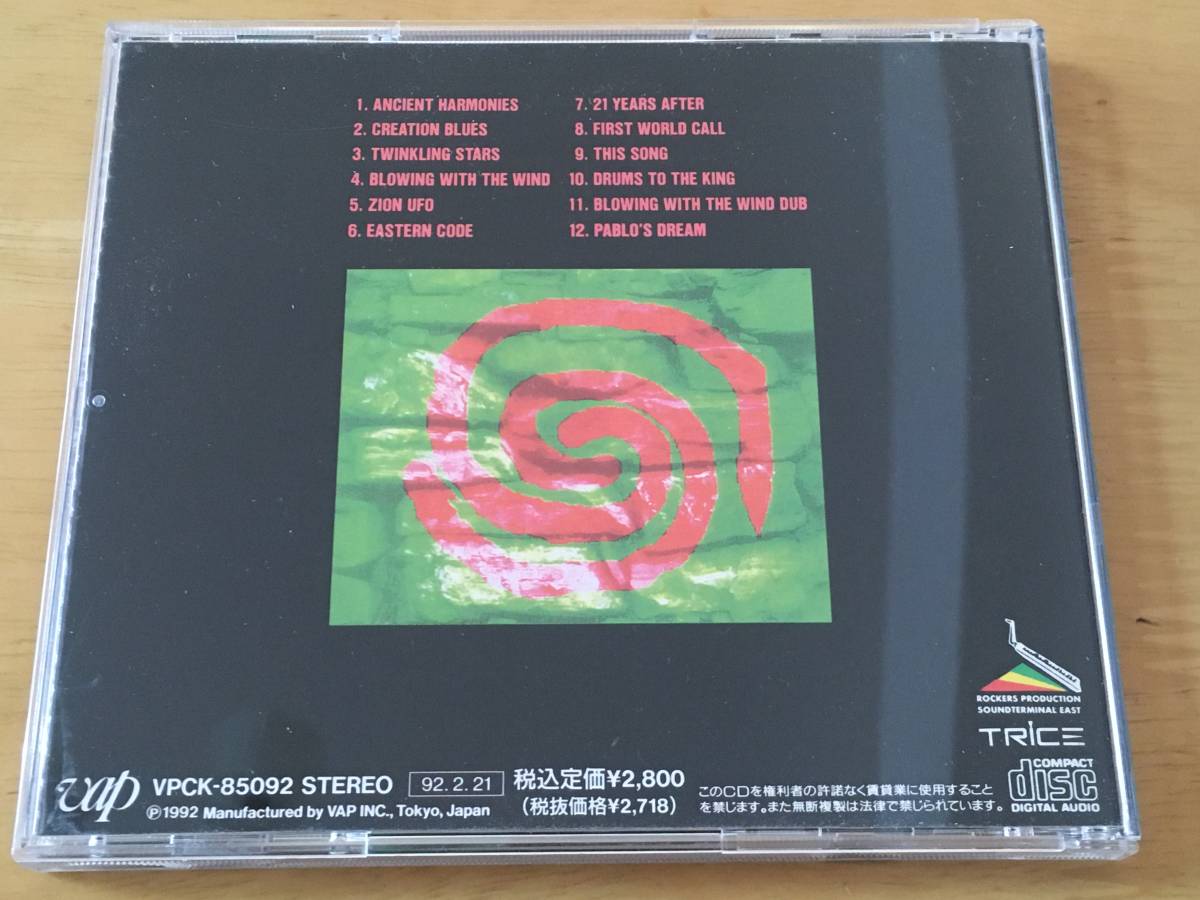 1. ANCIENT HARMONIES
2. CREATION BLUES
3. TWINKLING STARS
4. BLOWING WITH THE WIND
5. ZION UFO
6. EASTERN CODE
7. 21 YEARS AFTER
8. FIRST WORLD CALL
9. THIS SONG
10. DRUMS TO THE KING
11. BLOWING WITH THE WIND DUB
12. PABLO'S DREAM
ROCKERS PRODUCTION
SOUNDTERMINAL EAST
TRICE
vap VPCK-85092 STEREO 92.2.21 税込定価¥2,800
℗1992 Manufactured by VAP INC., Tokyo, Japan (税抜価格¥2,718)
このCDを権利者の許諾なく賃貸業に使用すること
を禁じます。また無断複製は法律で禁じられています。
COMPACT
disc
DIGITAL AUDIO